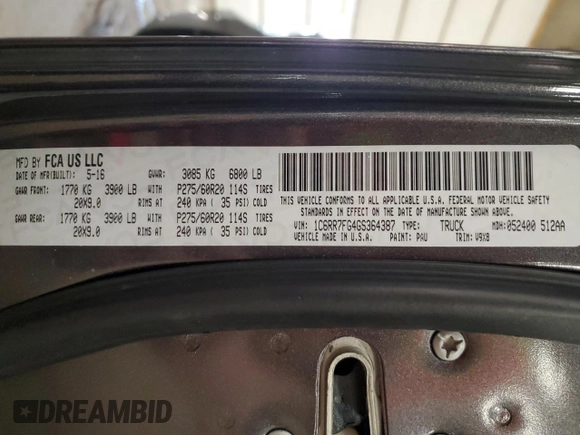 MFD BY FCA US LLC
DATE OF MFR(BUILT): 5-16 GVWR: 3085 KG 6800 LB
GAWR FRONT: 1770 KG 3900 LB WITH P275/60R20 114S TIRES
20X9.0 RIMS AT 240 KPA ( 35 PSI) COLD
GAWR REAR: 1770 KG 3900 LB WITH P275/60R20 114S TIRES
20X9.0 RIMS AT 240 KPA ( 35 PSI) COLD
THIS VEHICLE CONFORMS TO ALL APPLICABLE U.S.A. FEDERAL MOTOR VEHICLE SAFETY
STANDARDS IN EFFECT ON THE DATE OF MANUFACTURE SHOWN ABOVE.
VIN: 1C6RR7FG4GS364387 TYPE: TRUCK MDH:052400 512AA
VEHICLE MADE IN U.S.A. PAINT: PAU TRIM: V9X8
DREAMBID